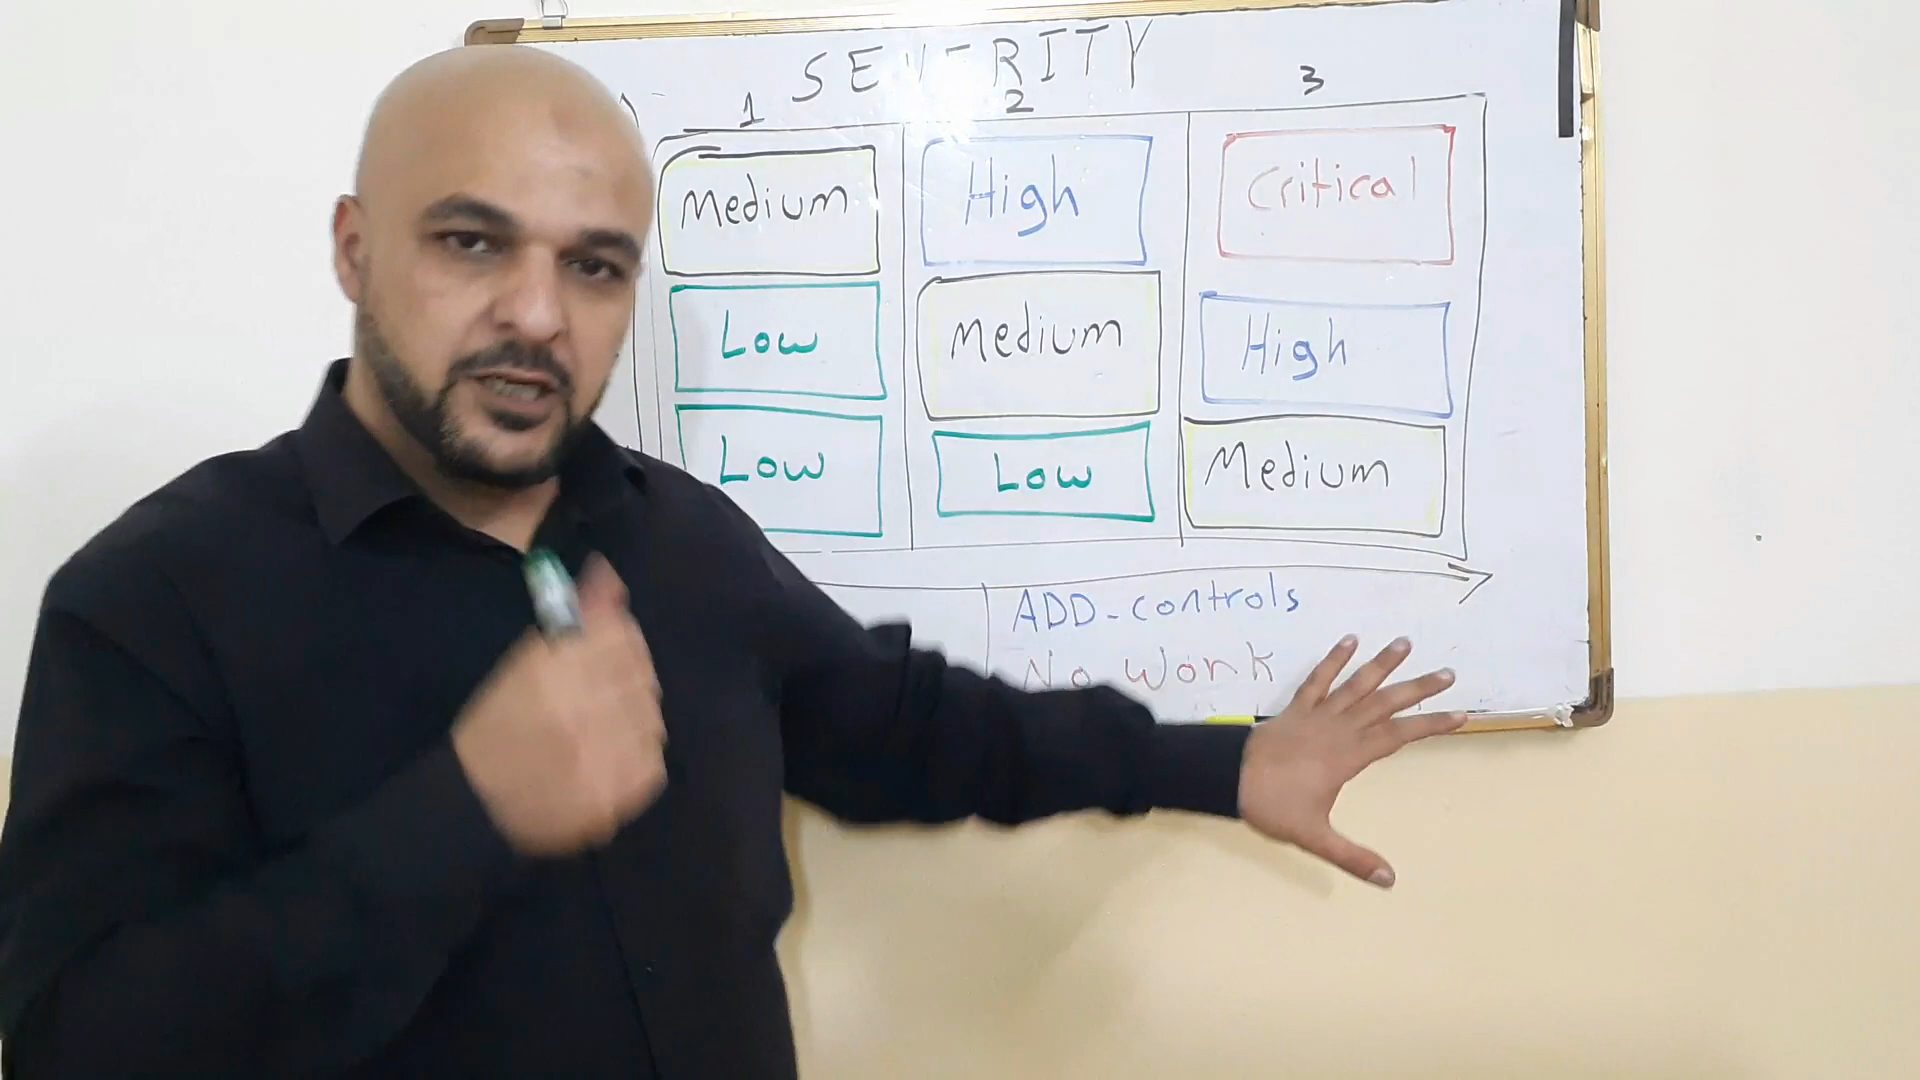 SEVERITY
1 2 3
Medium High Critical
Low Medium High
Low Low Medium
ADD-controls
No Work